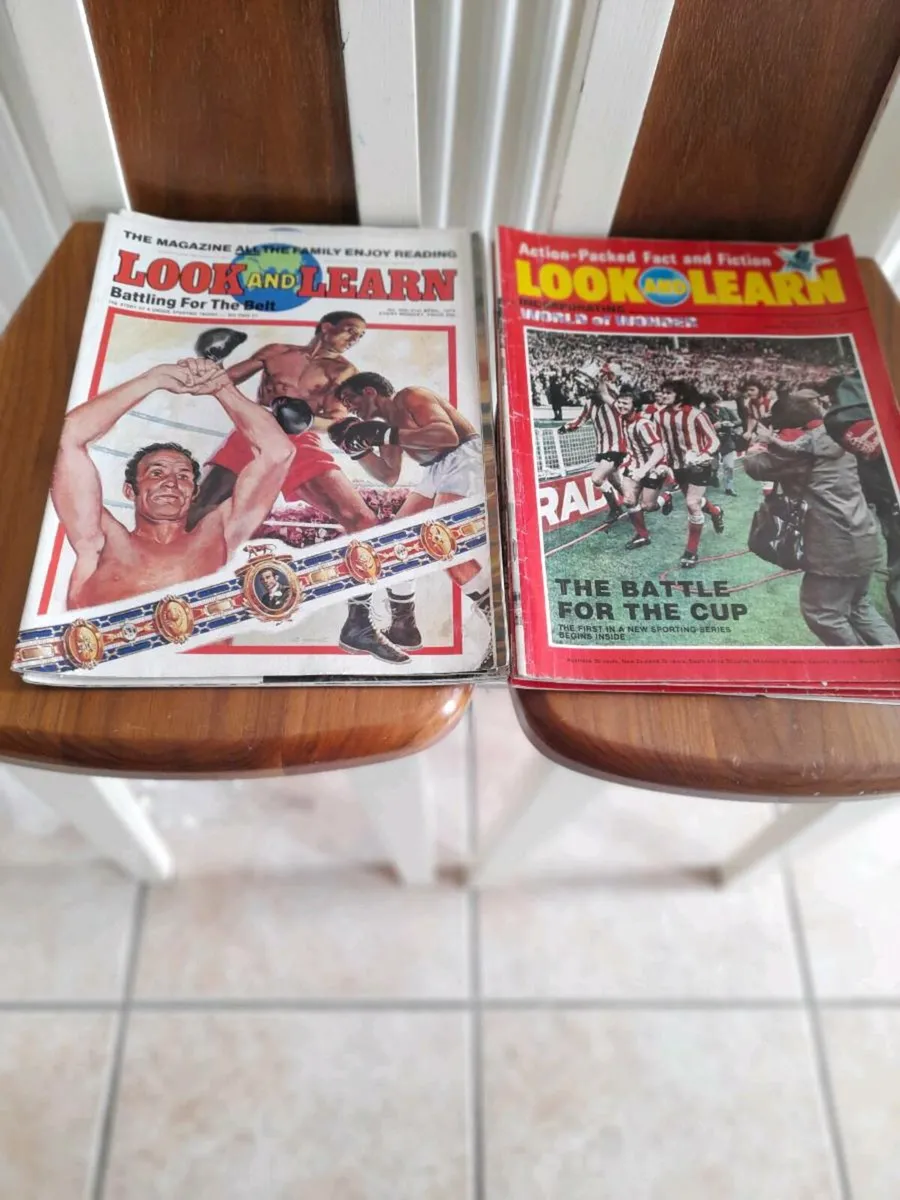 THE MAGAZINE ALL THE FAMILY ENJOY READING
LOOK AND LEARN
Battling For The Belt
Action-Packed Fact and Fiction
LOOK AND LEARN
INCORPORATING
WORLD of WONDER
RAD
THE BATTLE
FOR THE CUP
THE FIRST IN A NEW SPORTING SERIES
BEGINS INSIDE